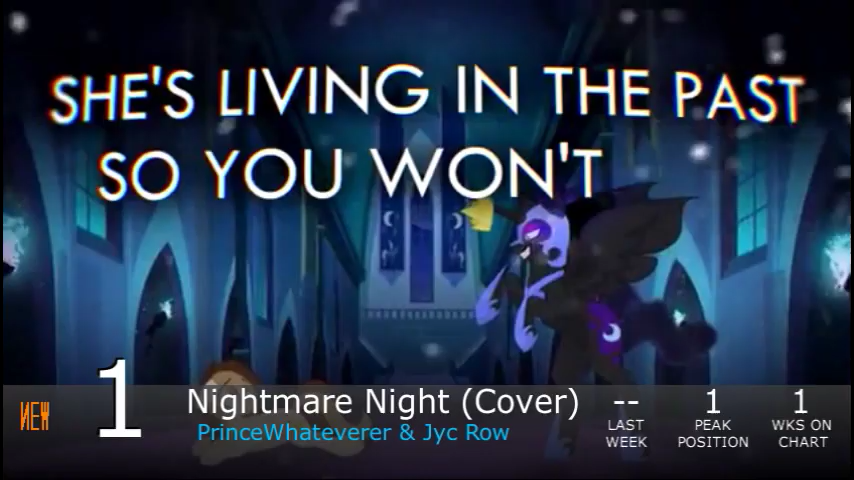 SHE'S LIVING IN THE PAST
SO YOU WON'T
NEW
1
Nightmare Night (Cover)
PrinceWhateverer & Jyc Row
--
LAST
WEEK
1
PEAK
POSITION
1
WKS ON
CHART